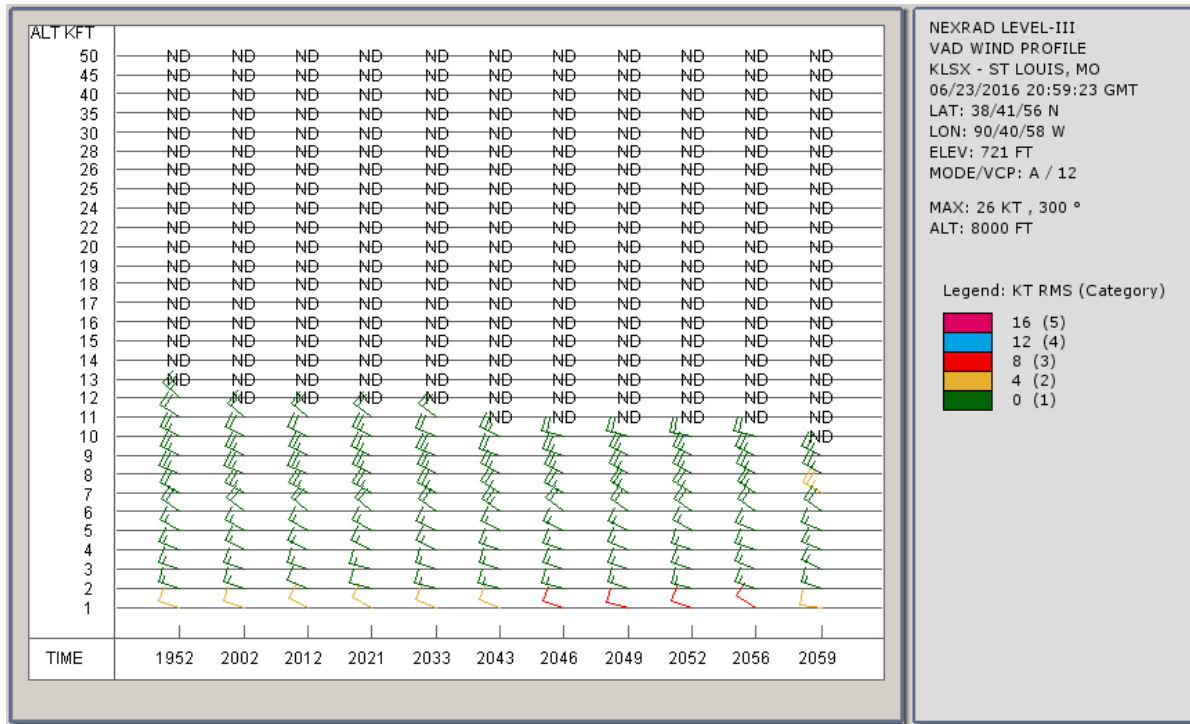 ALT KFT
50 ND ND ND ND ND ND ND ND ND ND ND
45 ND ND ND ND ND ND ND ND ND ND ND
40 ND ND ND ND ND ND ND ND ND ND ND
35 ND ND ND ND ND ND ND ND ND ND ND
30 ND ND ND ND ND ND ND ND ND ND ND
28 ND ND ND ND ND ND ND ND ND ND ND
26 ND ND ND ND ND ND ND ND ND ND ND
25 ND ND ND ND ND ND ND ND ND ND ND
24 ND ND ND ND ND ND ND ND ND ND ND
22 ND ND ND ND ND ND ND ND ND ND ND
20 ND ND ND ND ND ND ND ND ND ND ND
19 ND ND ND ND ND ND ND ND ND ND ND
18 ND ND ND ND ND ND ND ND ND ND ND
17 ND ND ND ND ND ND ND ND ND ND ND
16 ND ND ND ND ND ND ND ND ND ND ND
15 ND ND ND ND ND ND ND ND ND ND ND
14 ND ND ND ND ND ND ND ND ND ND ND
13 ND ND ND ND ND ND ND ND ND ND ND
12 ND ND ND ND ND ND ND ND ND ND
11 ND ND ND ND ND ND
10 ND
9
8
7
6
5
4
3
2
1
TIME 1952 2002 2012 2021 2033 2043 2046 2049 2052 2056 2059
NEXRAD LEVEL-III
VAD WIND PROFILE
KLSX - ST LOUIS, MO
06/23/2016 20:59:23 GMT
LAT: 38/41/56 N
LON: 90/40/58 W
ELEV: 721 FT
MODE/VCP: A / 12
MAX: 26 KT , 300 °
ALT: 8000 FT
Legend: KT RMS (Category)
16 (5)
12 (4)
8 (3)
4 (2)
0 (1)